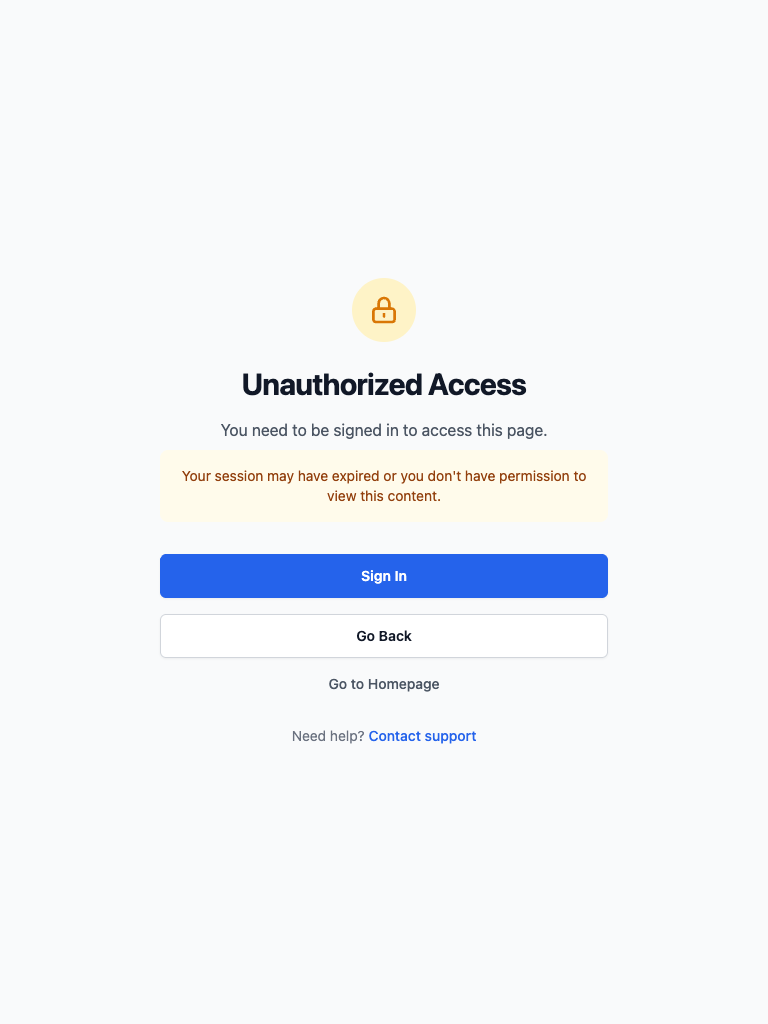 Unauthorized Access
You need to be signed in to access this page.
Your session may have expired or you don't have permission to
view this content.
Sign In
Go Back
Go to Homepage
Need help? Contact support